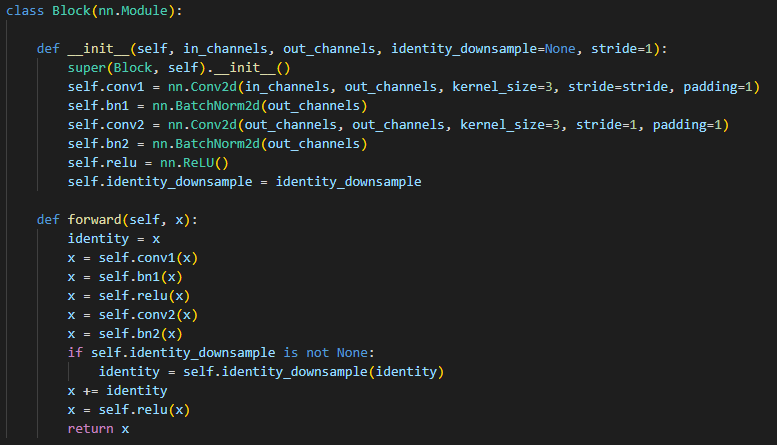 class Block(nn.Module):
    def __init__(self, in_channels, out_channels, identity_downsample=None, stride=1):
        super(Block, self).__init__()
        self.conv1 = nn.Conv2d(in_channels, out_channels, kernel_size=3, stride=stride, padding=1)
        self.bn1 = nn.BatchNorm2d(out_channels)
        self.conv2 = nn.Conv2d(out_channels, out_channels, kernel_size=3, stride=1, padding=1)
        self.bn2 = nn.BatchNorm2d(out_channels)
        self.relu = nn.ReLU()
        self.identity_downsample = identity_downsample
    def forward(self, x):
        identity = x
        x = self.conv1(x)
        x = self.bn1(x)
        x = self.relu(x)
        x = self.conv2(x)
        x = self.bn2(x)
        if self.identity_downsample is not None:
            identity = self.identity_downsample(identity)
        x += identity
        x = self.relu(x)
        return x